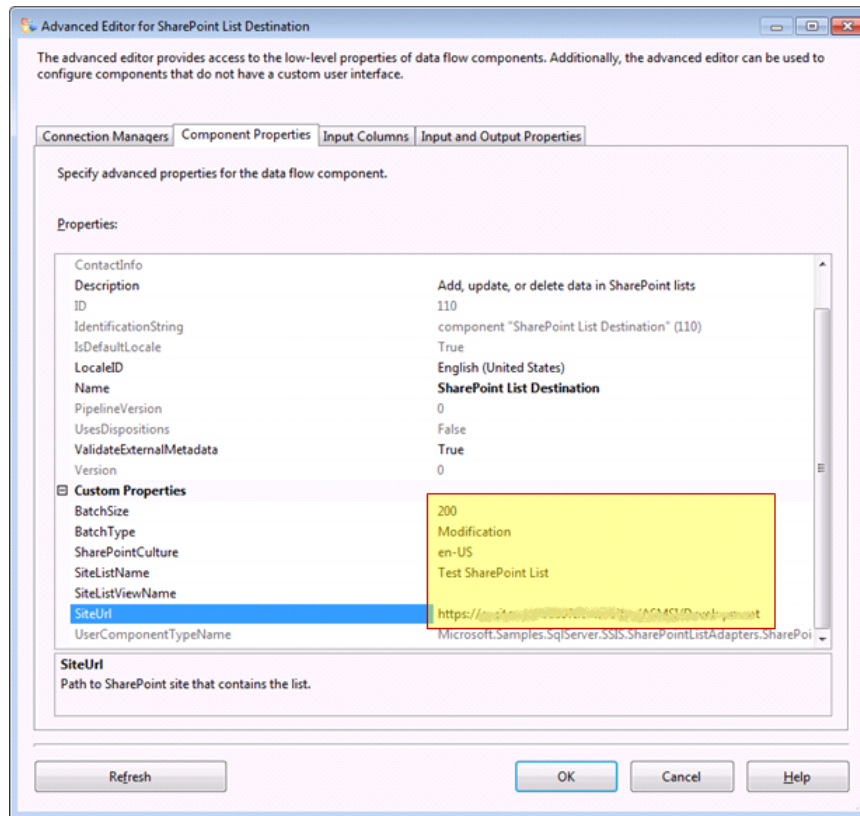 Advanced Editor for SharePoint List Destination
The advanced editor provides access to the low-level properties of data flow components. Additionally, the advanced editor can be used to
configure components that do not have a custom user interface.
Connection Managers Component Properties Input Columns Input and Output Properties
Specify advanced properties for the data flow component.
Properties:
ContactInfo
Description Add, update, or delete data in SharePoint lists
ID 110
IdentificationString component "SharePoint List Destination" (110)
IsDefaultLocale True
LocaleID English (United States)
Name SharePoint List Destination
PipelineVersion 0
UsesDispositions False
ValidateExternalMetadata True
Version 0
Custom Properties
BatchSize 200
BatchType Modification
SharePointCulture en-US
SiteListName Test SharePoint List
SiteListViewName
SiteUrl https://
UserComponentTypeName Microsoft.Samples.SqlServer.SSIS.SharePointListAdapters.SharePoi
SiteUrl
Path to SharePoint site that contains the list.
Refresh OK Cancel Help